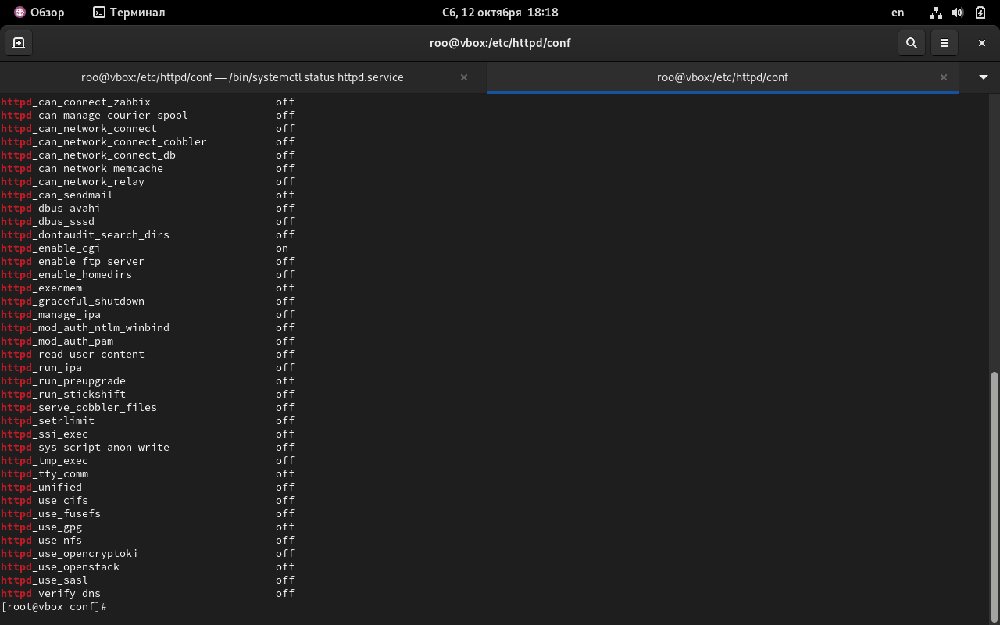 Обзор Терминал Сб, 12 октября 18:18 en
roo@vbox:/etc/httpd/conf
roo@vbox:/etc/httpd/conf — /bin/systemctl status httpd.service roo@vbox:/etc/httpd/conf
httpd_can_connect_zabbix off
httpd_can_manage_courier_spool off
httpd_can_network_connect off
httpd_can_network_connect_cobbler off
httpd_can_network_connect_db off
httpd_can_network_memcache off
httpd_can_network_relay off
httpd_can_sendmail off
httpd_dbus_avahi off
httpd_dbus_sssd off
httpd_dontaudit_search_dirs off
httpd_enable_cgi on
httpd_enable_ftp_server off
httpd_enable_homedirs off
httpd_execmem off
httpd_graceful_shutdown off
httpd_manage_ipa off
httpd_mod_auth_ntlm_winbind off
httpd_mod_auth_pam off
httpd_read_user_content off
httpd_run_ipa off
httpd_run_preupgrade off
httpd_run_stickshift off
httpd_serve_cobbler_files off
httpd_setrlimit off
httpd_ssi_exec off
httpd_sys_script_anon_write off
httpd_tmp_exec off
httpd_tty_comm off
httpd_unified off
httpd_use_cifs off
httpd_use_fusefs off
httpd_use_gpg off
httpd_use_nfs off
httpd_use_opencryptoki off
httpd_use_openstack off
httpd_use_sasl off
httpd_verify_dns off
[root@vbox conf]#